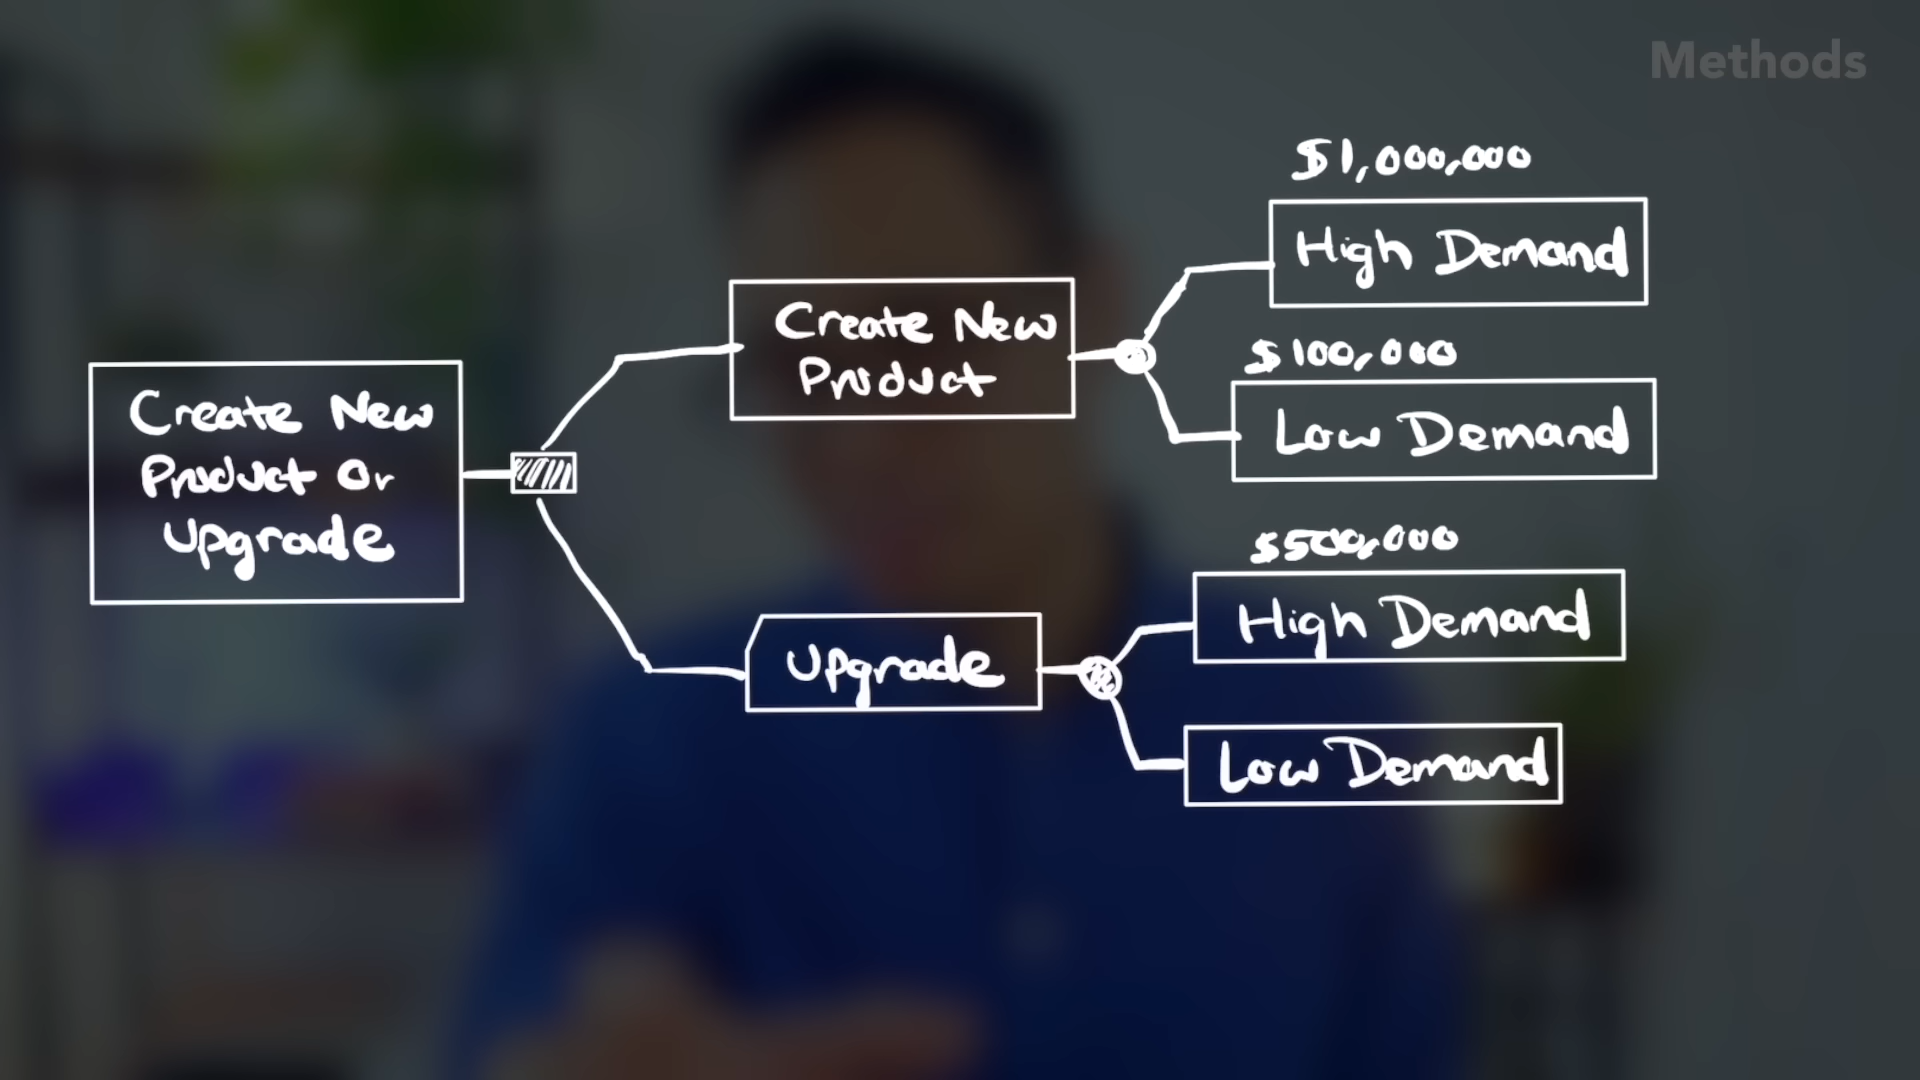 Methods
Create New
Product Or
Upgrade
Create New
Product
Upgrade
$1,000,000
High Demand
$100,000
Low Demand
$500,000
High Demand
Low Demand